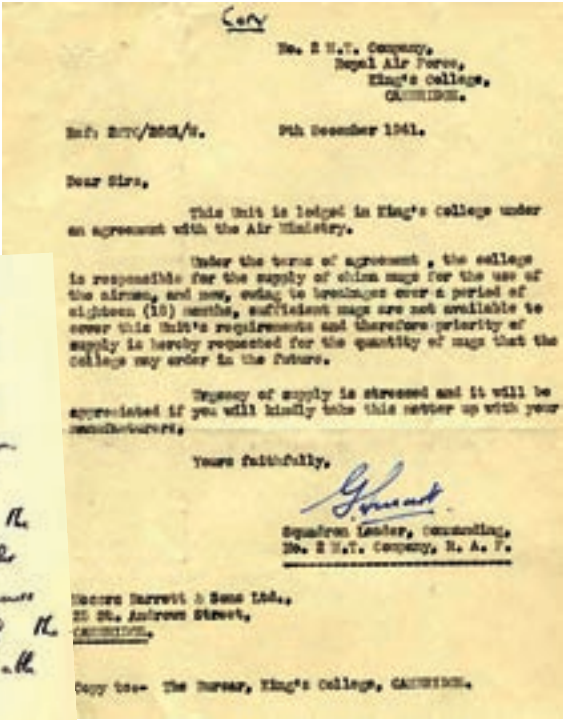 Copy
No. 2 M.T. Company,
Royal Air Force,
King's College,
CAMBRIDGE.
9th December 1941.
Dear Sirs,
This Unit is lodged in King's College under
an agreement with the Air Ministry.
Under the terms of agreement , the college
is responsible for the supply of china mugs for the use of
the airmen, and now, owing to breakages over a period of
eighteen (18) months, sufficient mugs are not available to
cover this Unit's requirements and therefore priority of
supply is hereby requested for the quantity of mugs that the
College may order in the future.
Urgency of supply is stressed and it will be
appreciated if you will kindly take this matter up with your
manufacturers.
Yours faithfully,
Squadron Leader, Commanding,
No. 2 M.T. Company, R. A. F.
Messrs Barrett & Sons Ltd.,
St. Andrews Street,
CAMBRIDGE.
the
the
Copy to:- The Bursar, King's College, CAMBRIDGE.